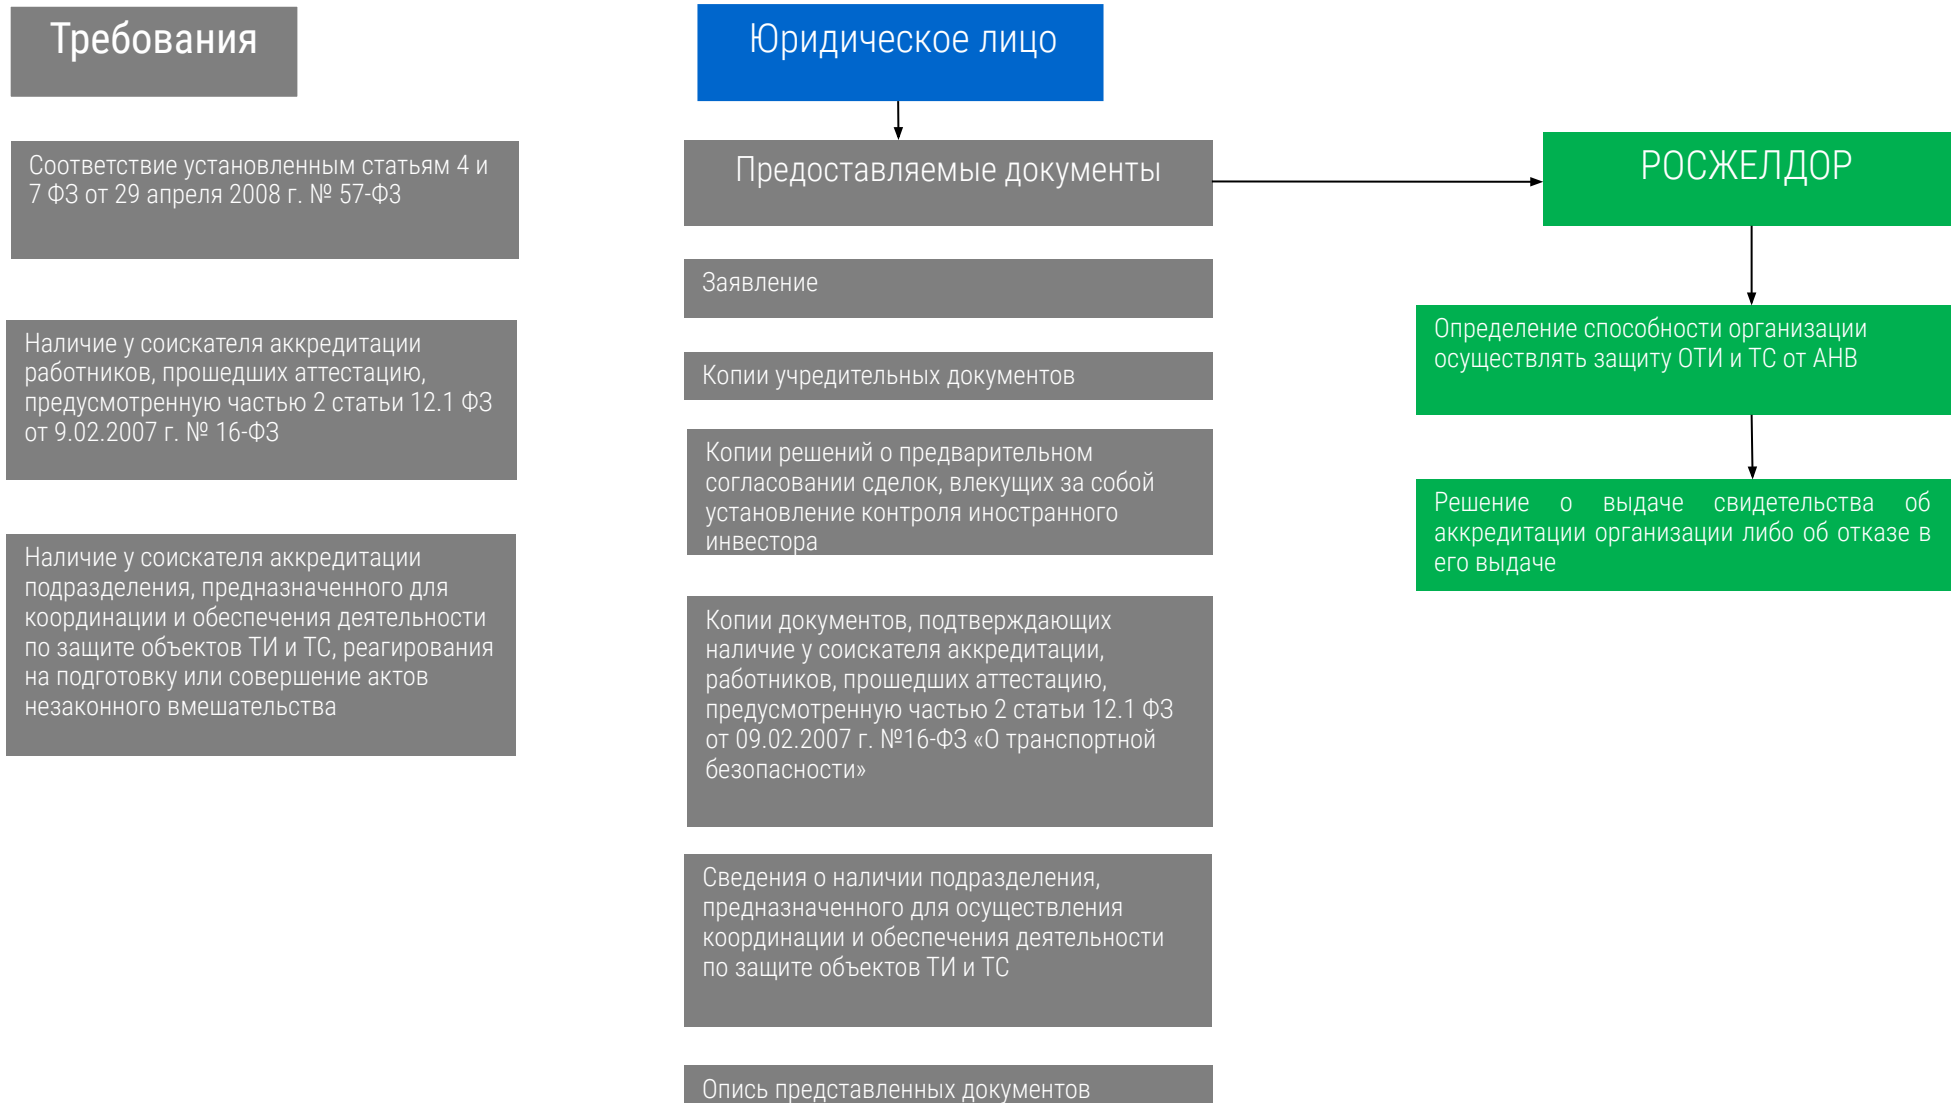 Требования
Соответствие установленным статьям 4 и
7 ФЗ от 29 апреля 2008 г. № 57-ФЗ
Наличие у соискателя аккредитации
работников, прошедших аттестацию,
предусмотренную частью 2 статьи 12.1 ФЗ
от 9.02.2007 г. № 16-ФЗ
Наличие у соискателя аккредитации
подразделения, предназначенного для
координации и обеспечения деятельности
по защите объектов ТИ и ТС, реагирования
на подготовку или совершение актов
незаконного вмешательства
Юридическое лицо
Предоставляемые документы
Заявление
Копии учредительных документов
Копии решений о предварительном
согласовании сделок, влекущих за собой
установление контроля иностранного
инвестора
Копии документов, подтверждающих
наличие у соискателя аккредитации,
работников, прошедших аттестацию,
предусмотренную частью 2 статьи 12.1 ФЗ
от 09.02.2007 г. №16-ФЗ «О транспортной
безопасности»
Сведения о наличии подразделения,
предназначенного для осуществления
координации и обеспечения деятельности
по защите объектов ТИ и ТС
Опись представленных документов
РОСЖЕЛДОР
Определение способности организации
осуществлять защиту ОТИ и ТС от АНВ
Решение о выдаче свидетельства об
аккредитации организации либо об отказе в
его выдаче